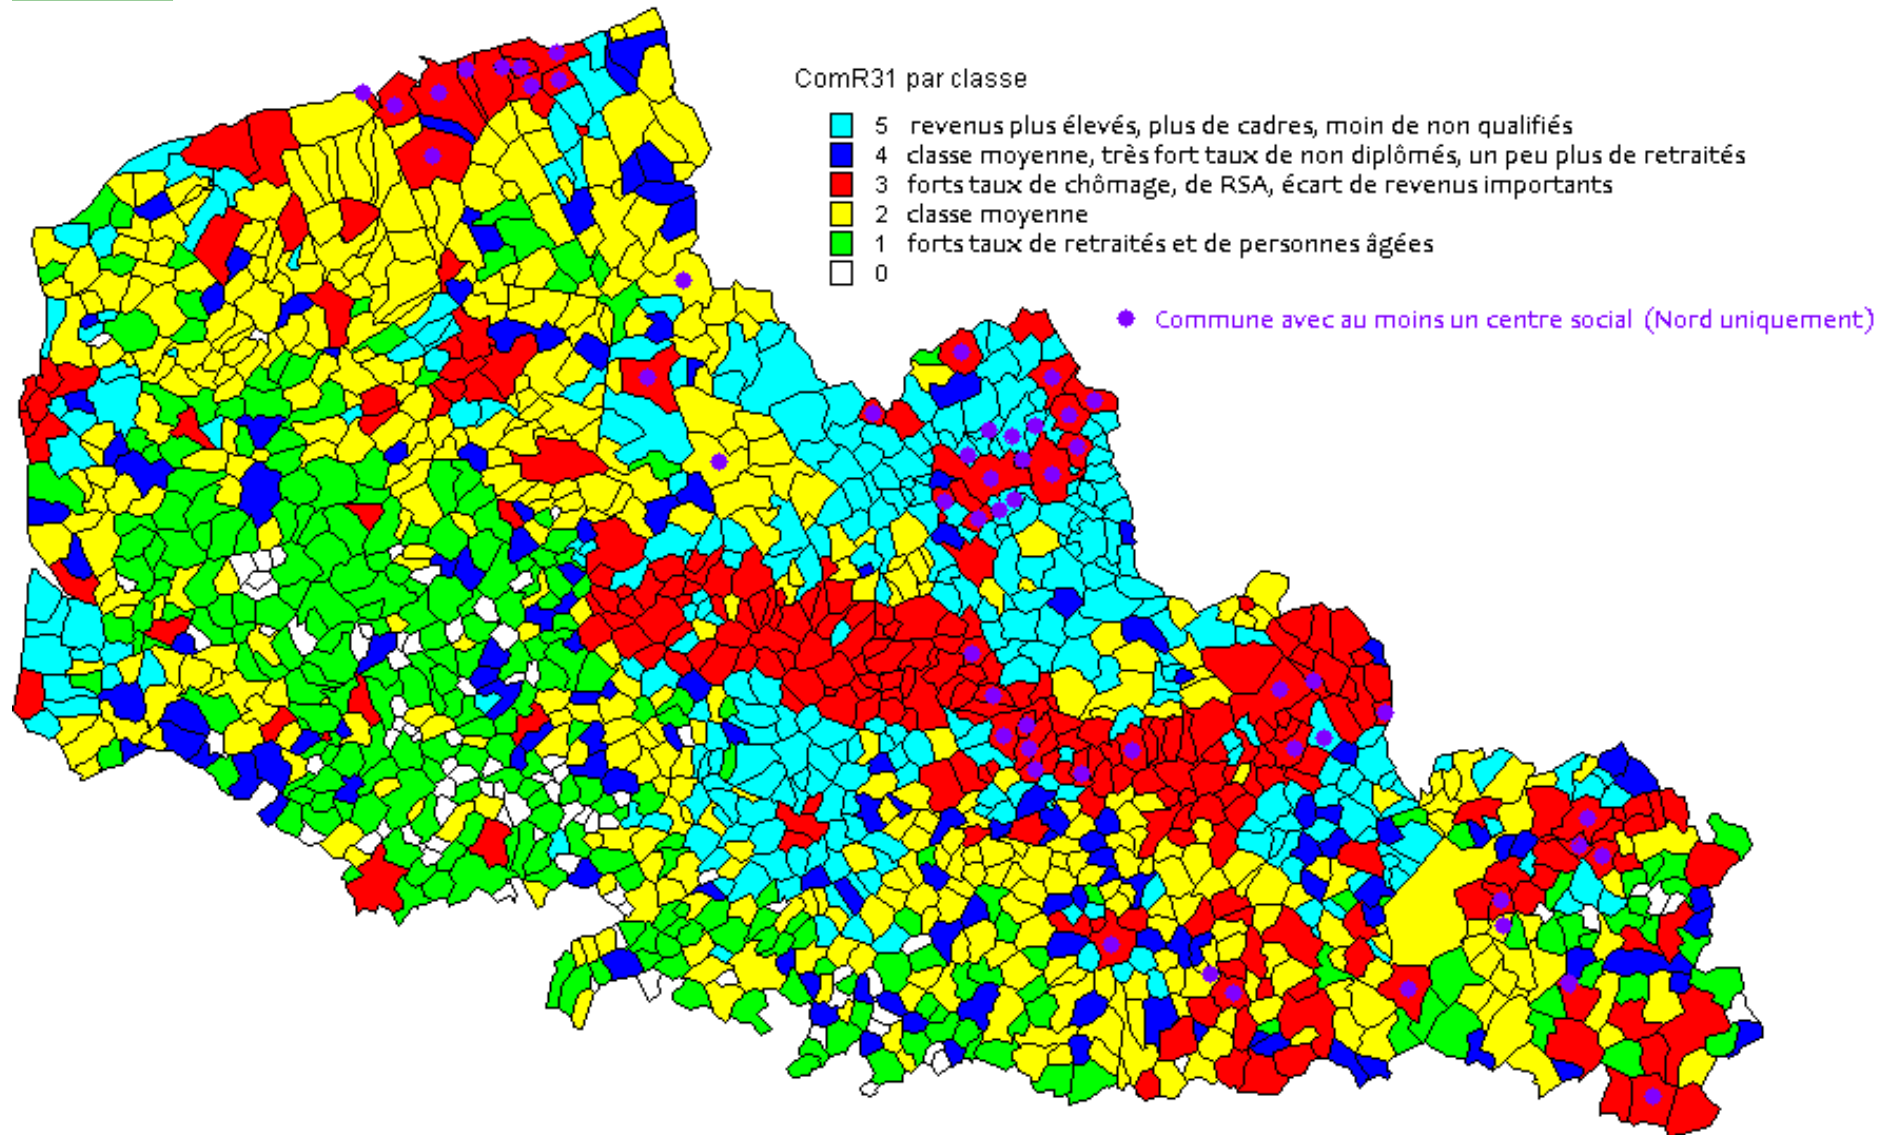 ComR31 par classe
5 revenus plus élevés, plus de cadres, moin de non qualifiés
4 classe moyenne, très fort taux de non diplômés, un peu plus de retraités
3 forts taux de chômage, de RSA, écart de revenus importants
2 classe moyenne
1 forts taux de retraités et de personnes âgées
0
Commune avec au moins un centre social (Nord uniquement)